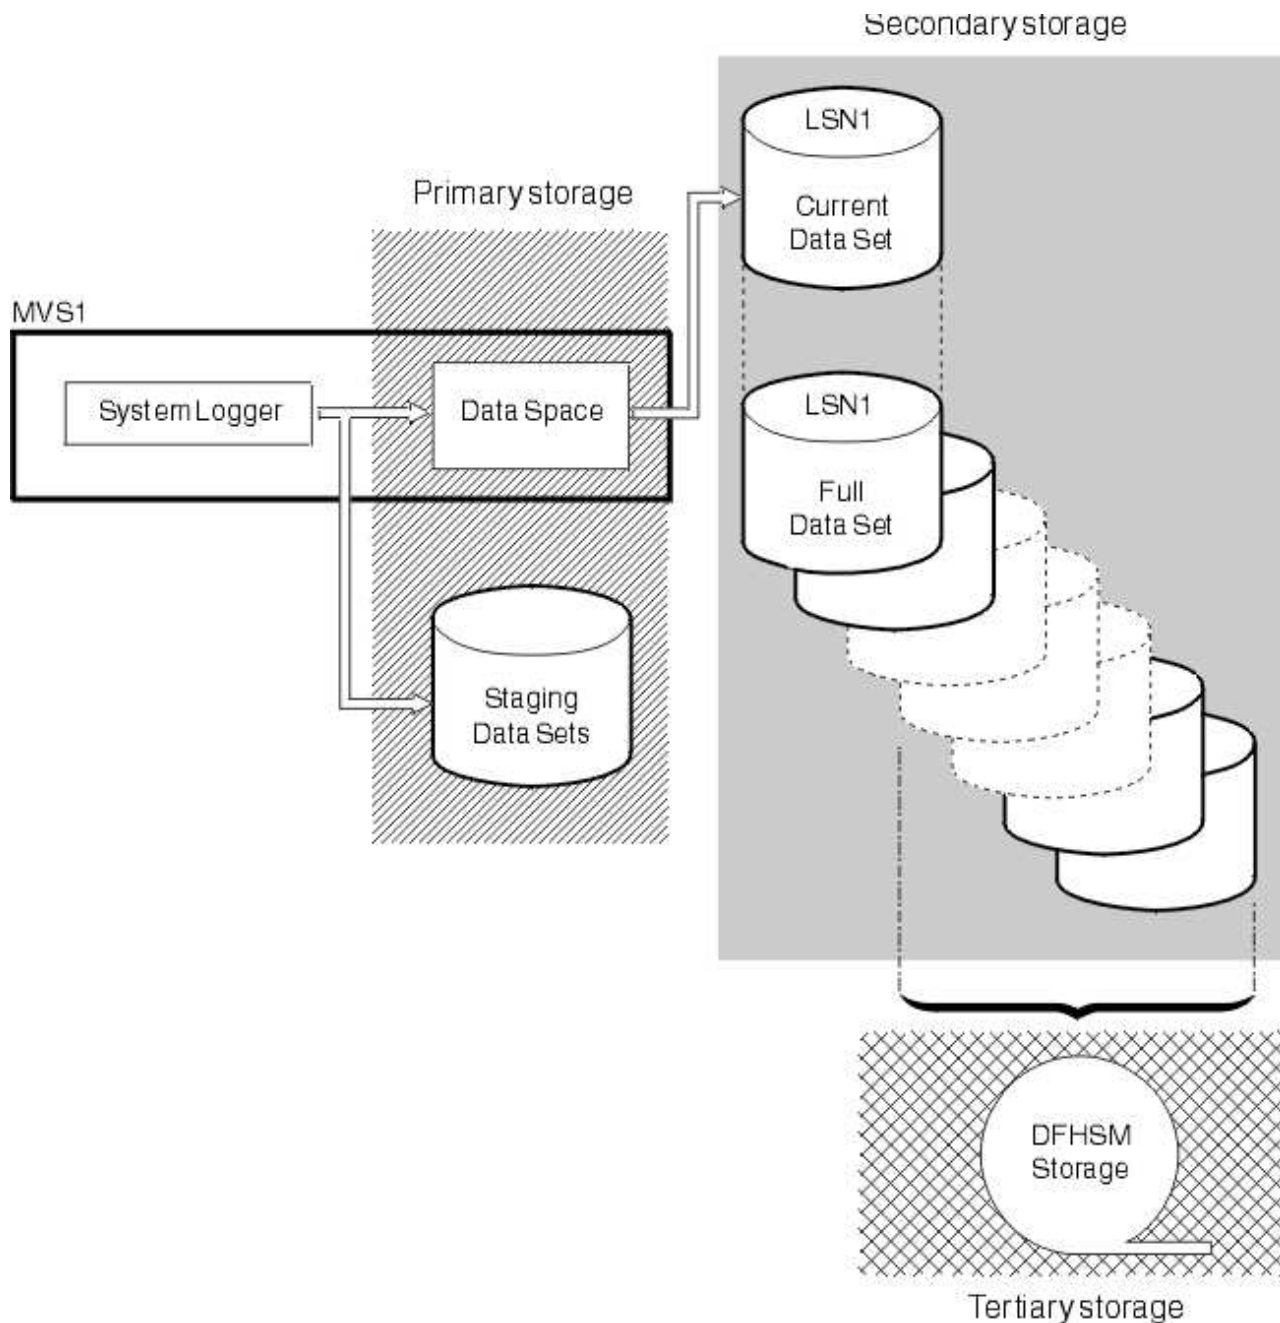 Secondary storage
LSN1
Current
Data Set
Primary storage
MVS1
System Logger
Data Space
LSN1
Full
Data Set
Staging
Data Sets
DFHSM
Storage
Tertiary storage